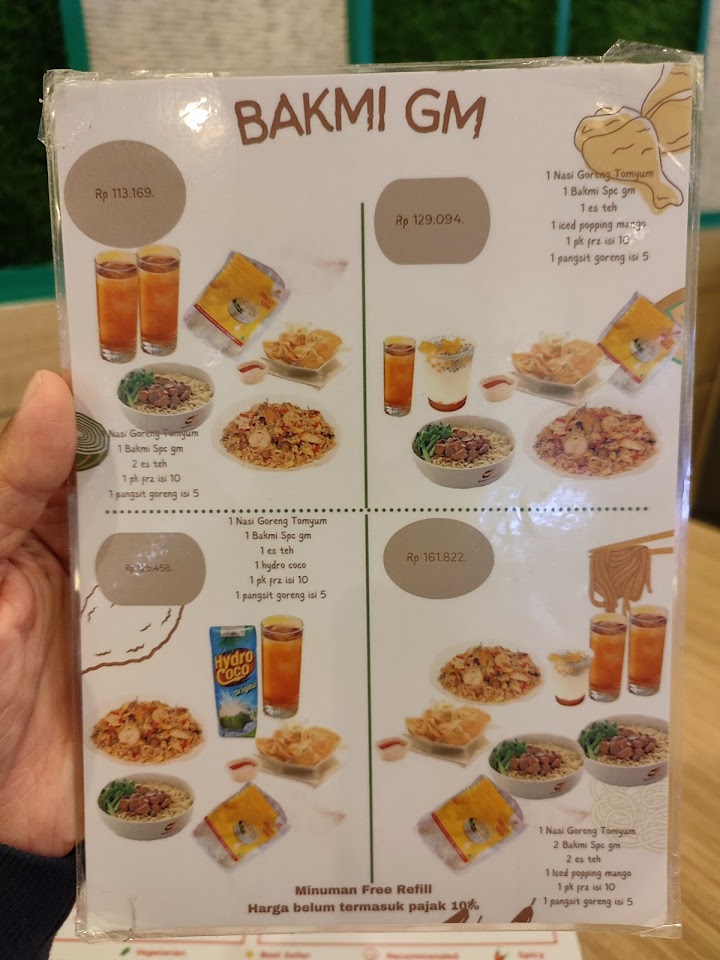 BAKMI GM
Rp 113.169.
Nasi Goreng Tomyum
1 Bakmi Spc gm
2 es teh
1 pk frz isi 10
1 pangsit goreng isi 5
Rp 129.094.
1 Nasi Goreng Tomyum
1 Bakmi Spc gm
1 es teh
1 iced popping mango
1 pk frz isi 10
1 pangsit goreng isi 5
1 Nasi Goreng Tomyum
1 Bakmi Spc gm
1 es teh
1 hydro coco
1 pk frz isi 10
1 pangsit goreng isi 5
Hydro
Coco
original
Rp 161.822.
1 Nasi Goreng Tomyum
2 Bakmi Spc gm
2 es teh
1 Iced popping mango
1 pk frz isi 10
1 pangsit goreng isi 5
Minuman Free Refill
Harga belum termasuk pajak 10%
Vegetarian
Best Seller
Recommended
Spicy